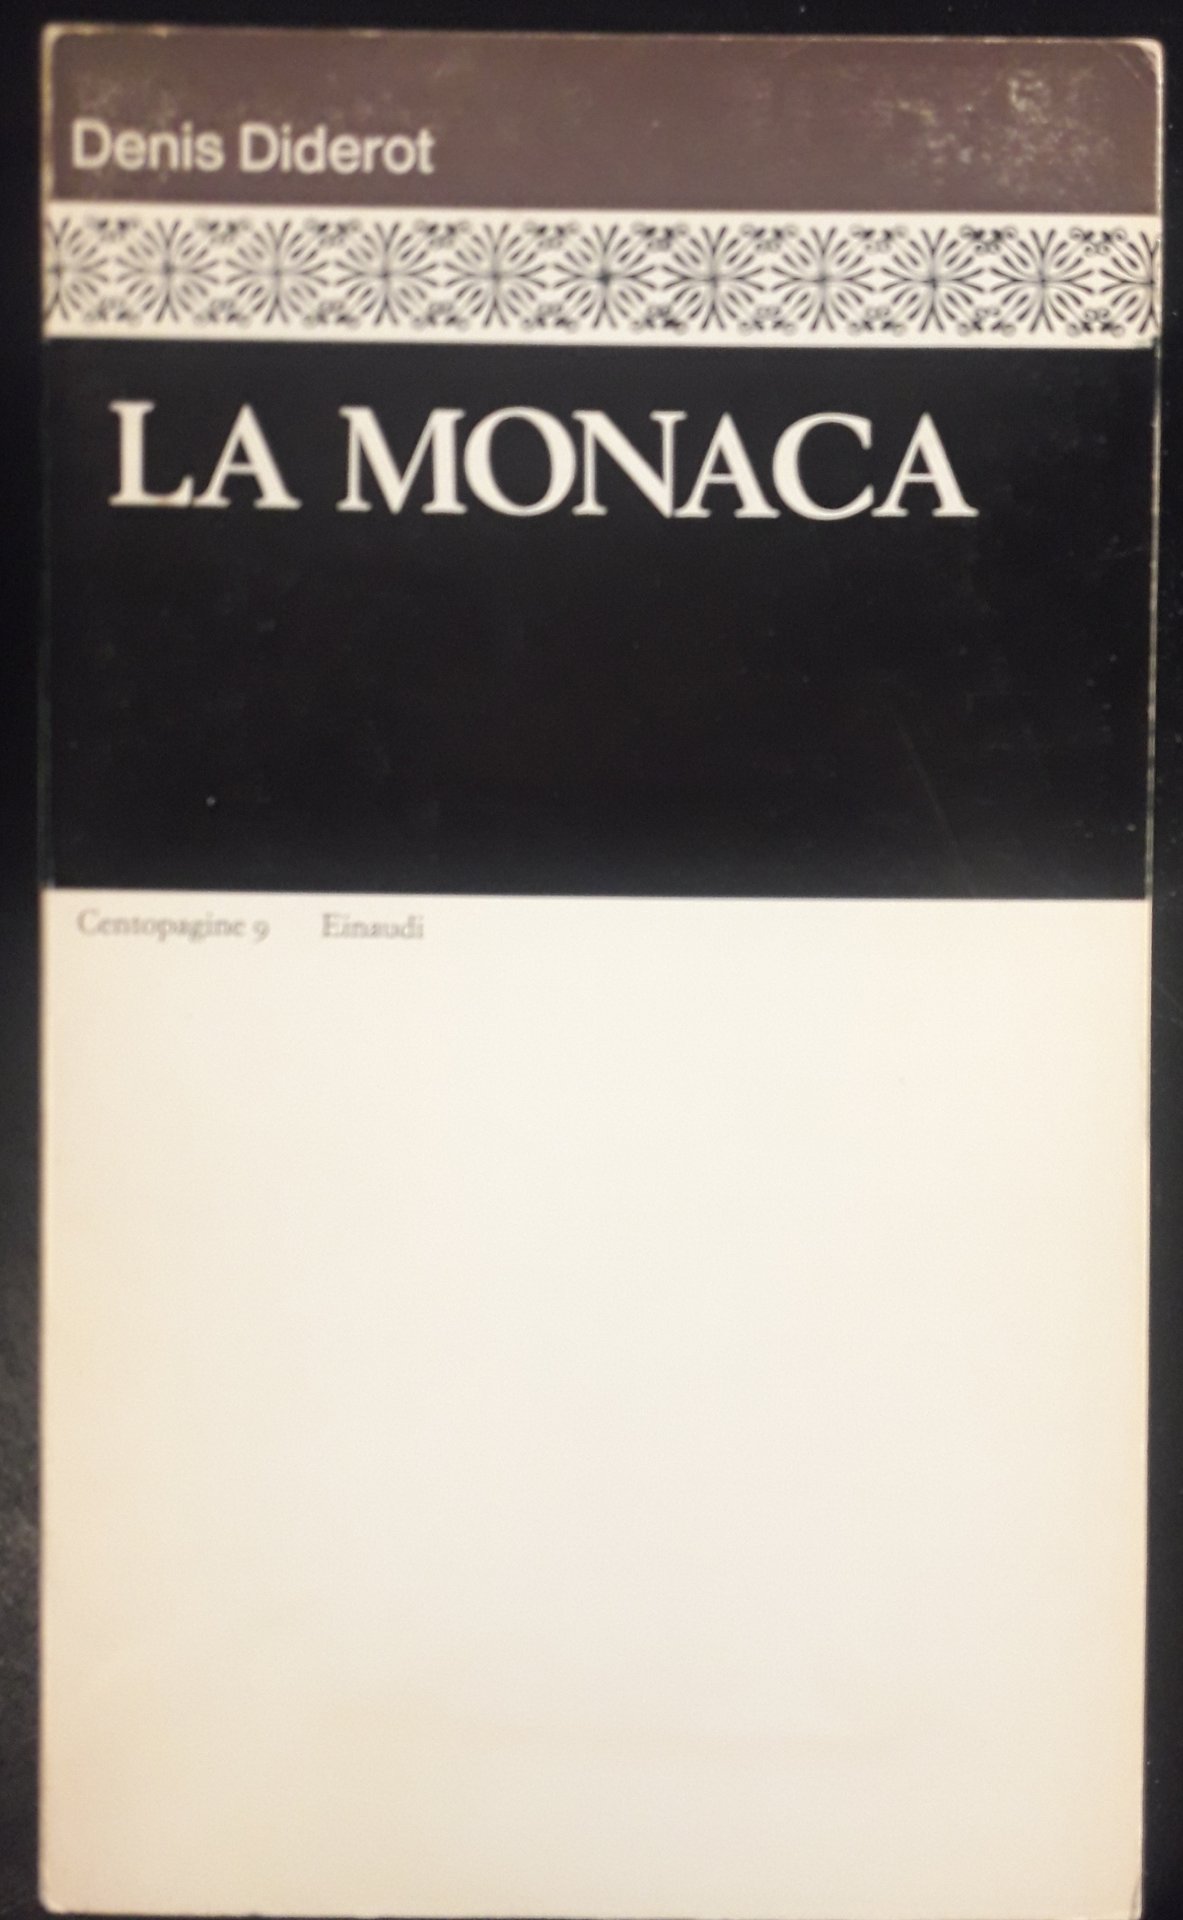 Denis Diderot
LA MONACA
Centopagine 9 Einaudi